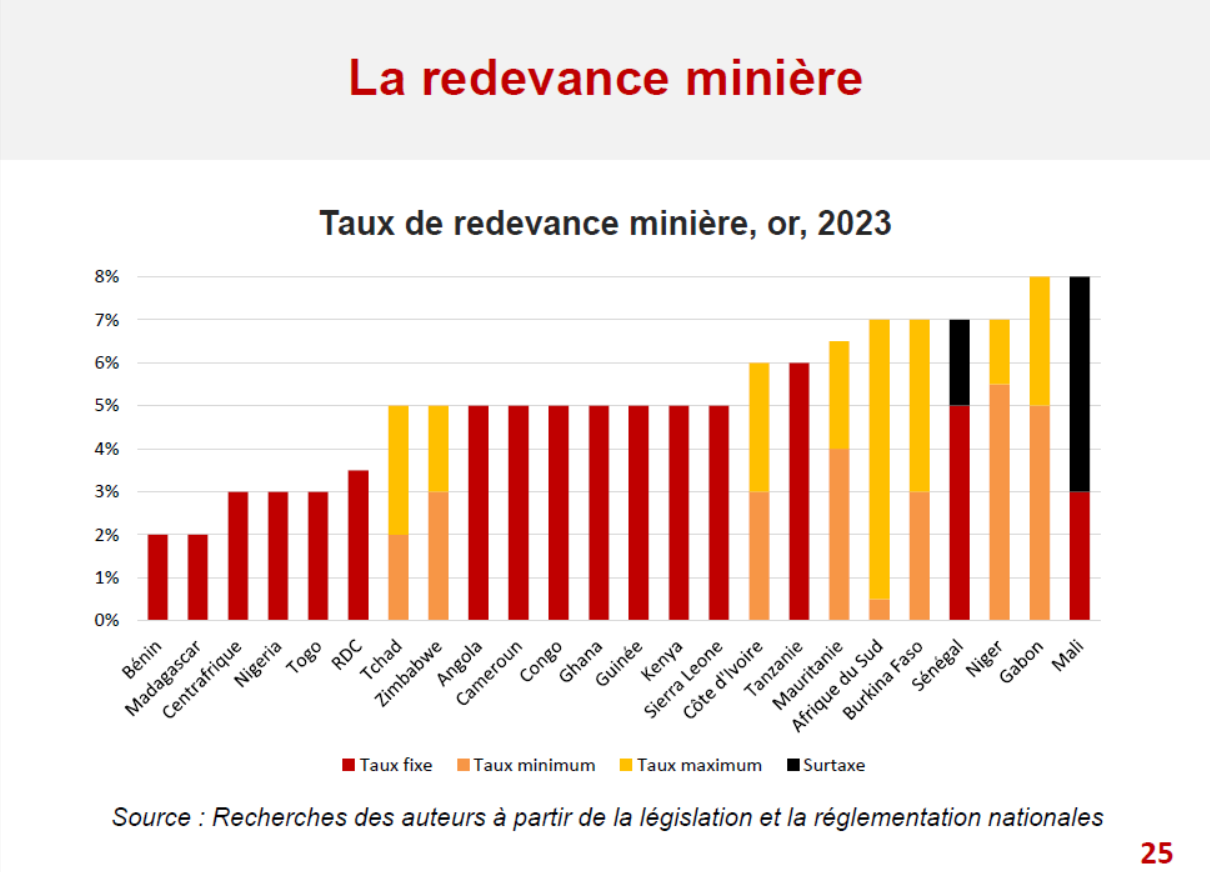 La redevance minière
Taux de redevance minière, or, 2023
8%
7%
6%
5%
4%
3%
2%
1%
0%
Bénin
Madagascar
Centrafrique
Nigeria
Togo
RDC
Tchad
Zimbabwe
Angola
Cameroun
Congo
Ghana
Guinée
Kenya
Sierra Leone
Côte d'Ivoire
Tanzanie
Mauritanie
Afrique du Sud
Burkina Faso
Sénégal
Niger
Gabon
Mali
Taux fixe Taux minimum Taux maximum Surtaxe
Source : Recherches des auteurs à partir de la législation et la réglementation nationales
25